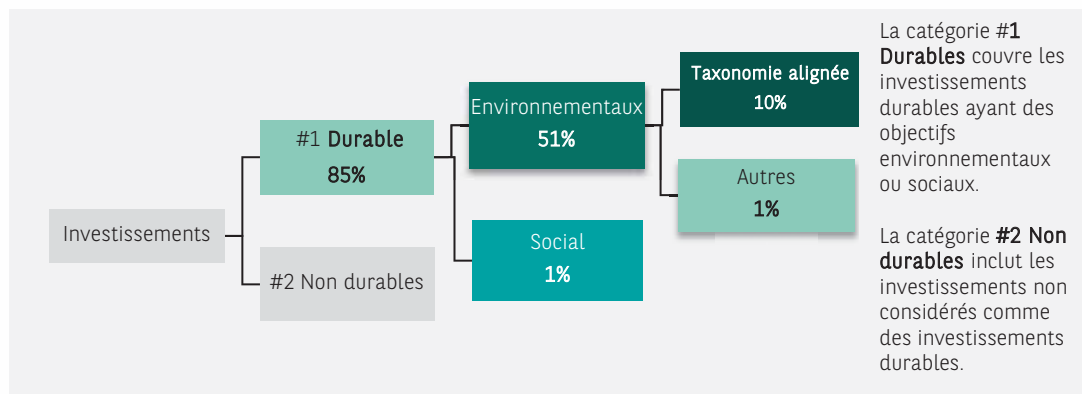 Investissements
#1 Durable
85%
#2 Non durables
Environnementaux
51%
Social
1%
Taxonomie alignée
10%
Autres
1%
La catégorie #1
Durables couvre les
investissements
durables ayant des
objectifs
environnementaux
ou sociaux.
La catégorie #2 Non
durables inclut les
investissements non
considérés comme
des investissements
durables.